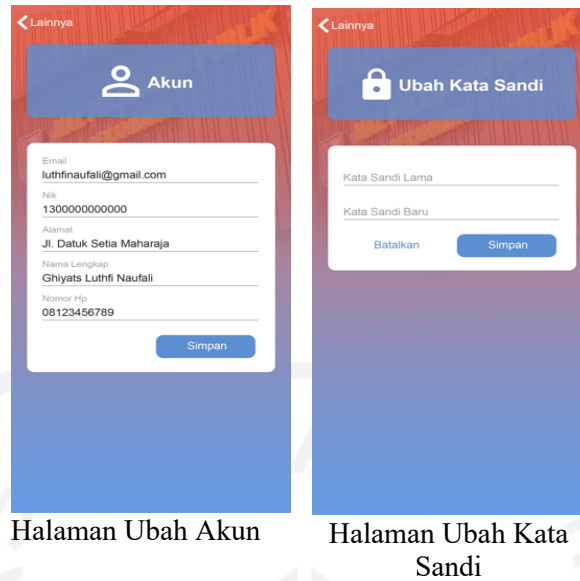 Lainnya
Akun
Email
luthfinaufali@gmail.com
Nik
1300000000000
Alamat
Jl. Datuk Setia Maharaja
Nama Lengkap
Ghiyats Luthfi Naufali
Nomor Hp
08123456789
Simpan
Halaman Ubah Akun
Lainnya
Ubah Kata Sandi
Kata Sandi Lama
Kata Sandi Baru
Batalkan
Simpan
Halaman Ubah Kata
Sandi